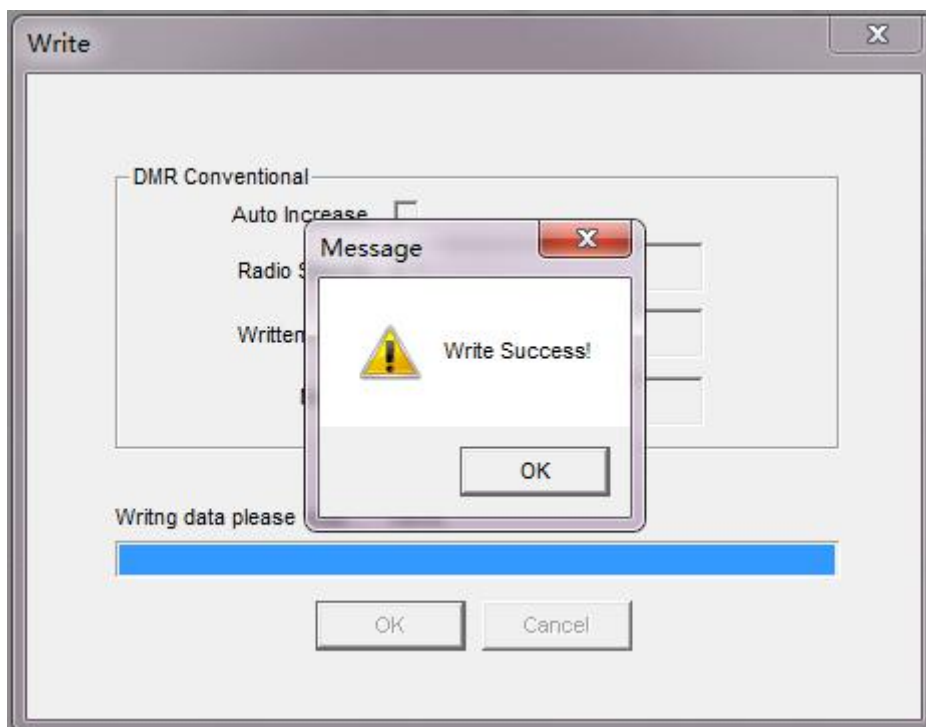 Write
DMR Conventional
Auto Increase
Radio
Message
Written
Write Success!
OK
Writng data please
OK
Cancel